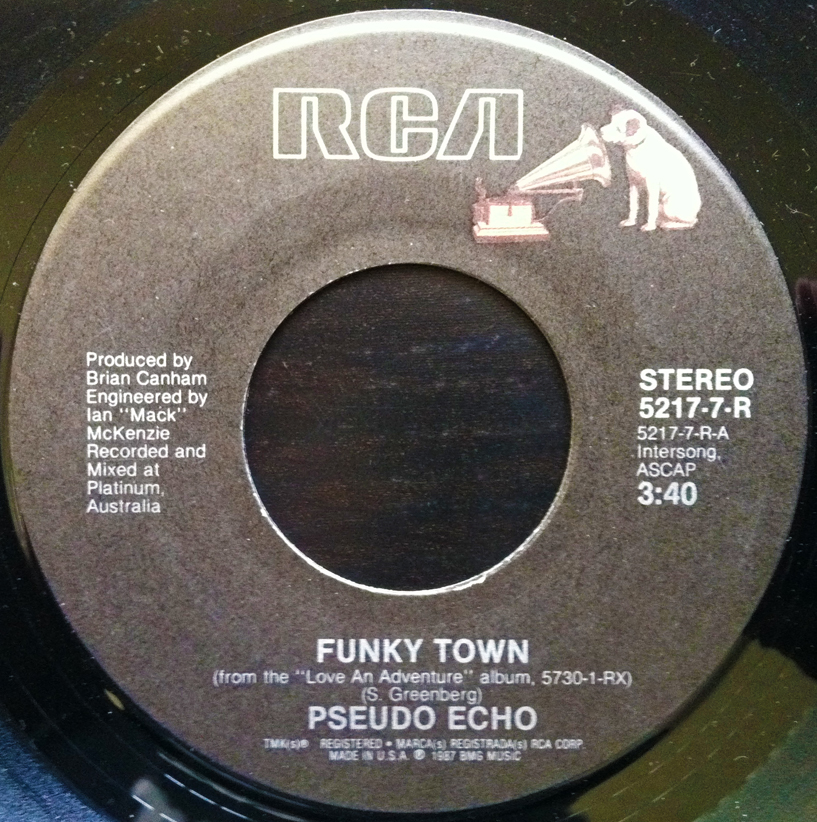 RCA
Produced by
Brian Canham
Engineered by
Ian "Mack"
McKenzie
Recorded and
Mixed at
Platinum,
Australia
STEREO
5217-7-R
5217-7-R-A
Intersong,
ASCAP
3:40
FUNKY TOWN
(from the "Love An Adventure" album, 5730-1-RX)
(S. Greenberg)
PSEUDO ECHO
TMK(s)® REGISTERED • MARCA(s) REGISTRADA(s) RCA CORP.
MADE IN U.S.A. ℗ 1987 BMG MUSIC